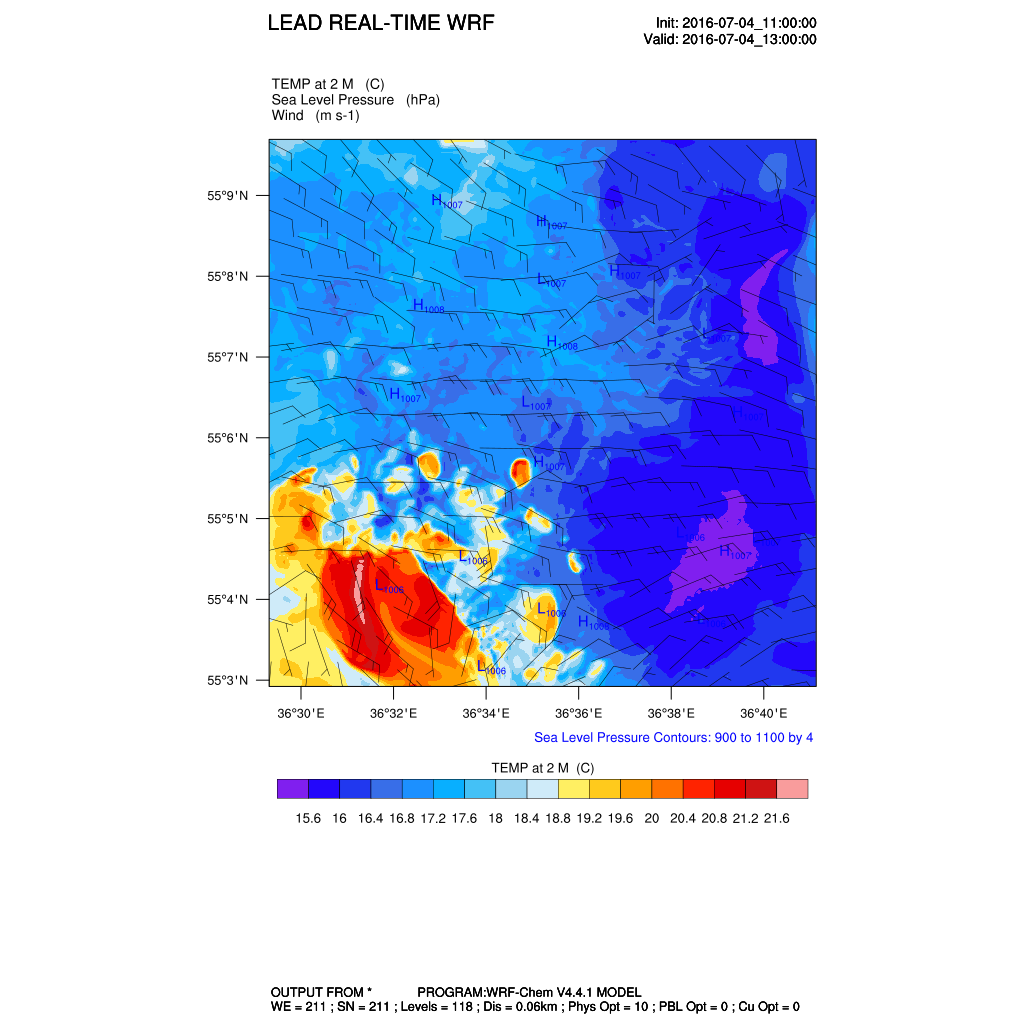 LEAD REAL-TIME WRF
Init: 2016-07-04_11:00:00
Valid: 2016-07-04_13:00:00
TEMP at 2 M (C)
Sea Level Pressure (hPa)
Wind (m s-1)
55°9'N
55°8'N
55°7'N
55°6'N
55°5'N
55°4'N
55°3'N
H1007
H1007
H1007
L1007
H1008
L1007
H1008
H1007
L1007
H1007
H1007
L1006
H1007
L1006
L1006
L1006
H1006
L1006
36°30'E 36°32'E 36°34'E 36°36'E 36°38'E 36°40'E
Sea Level Pressure Contours: 900 to 1100 by 4
TEMP at 2 M (C)
15.6 16 16.4 16.8 17.2 17.6 18 18.4 18.8 19.2 19.6 20 20.4 20.8 21.2 21.6
OUTPUT FROM * PROGRAM:WRF-Chem V4.4.1 MODEL
WE = 211 ; SN = 211 ; Levels = 118 ; Dis = 0.06km ; Phys Opt = 10 ; PBL Opt = 0 ; Cu Opt = 0